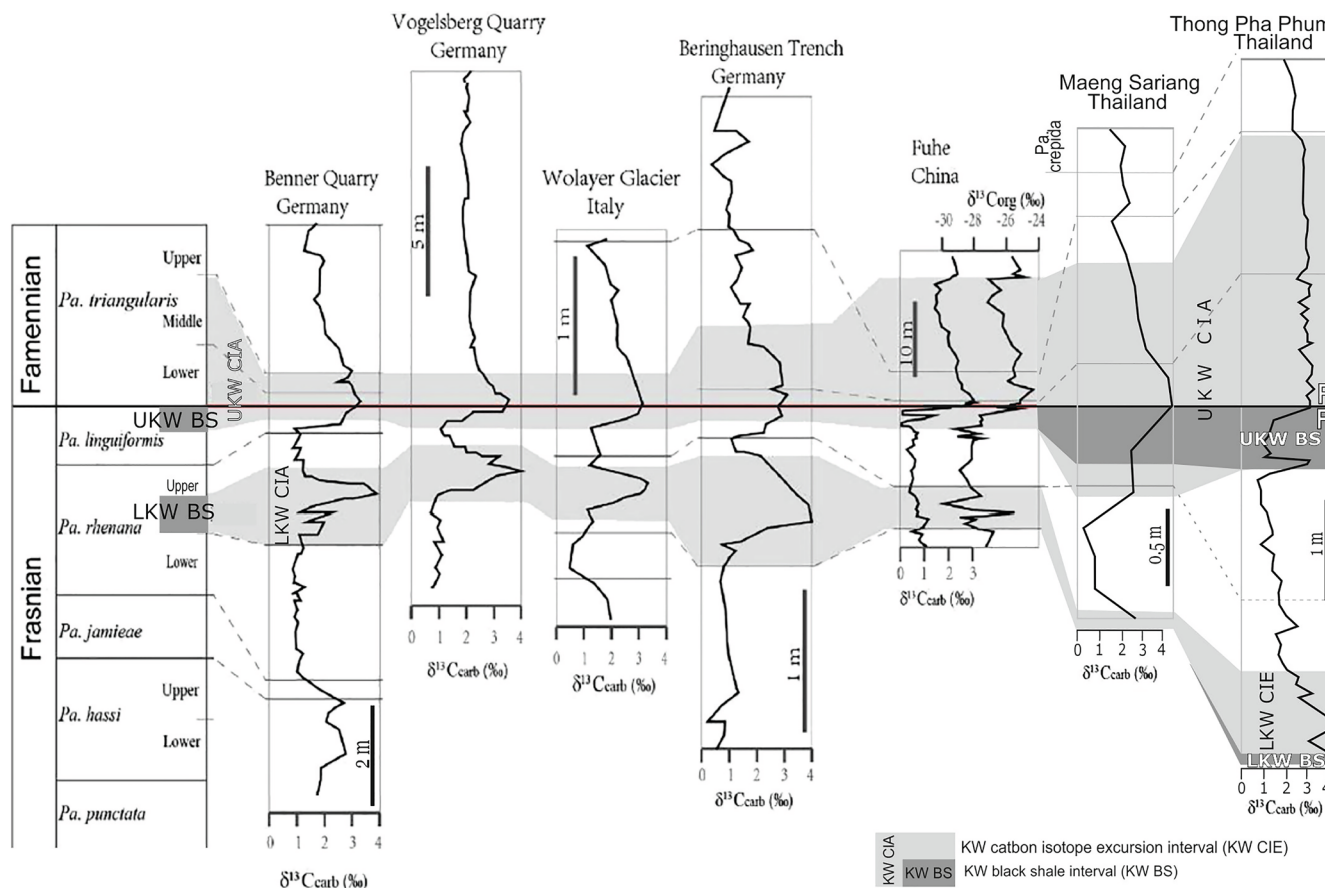 Vogelsberg Quarry
Germany
Beringhausen Trench
Germany
Thong Pha Phum
Thailand
Maeng Sariang
Thailand
Benner Quarry
Germany
Wolayer Glacier
Italy
Fuhe
China
δ¹³Corg (‰)
-30 -28 -26 -24
Pa.
crepida
Famennian
Frasnian
Upper
Pa. triangularis
Middle
Lower
UKW CIA
UKW BS
Pa. linguiformis
Upper
LKW BS
Pa. rhenana
Lower
LKW CIA
Pa. jamieae
Upper
Pa. hassi
Lower
Pa. punctata
2 m
0 1 2 3 4
δ¹³Ccarb (‰)
5 m
0 1 2 3 4
δ¹³Ccarb (‰)
1 m
0 1 2 3 4
δ¹³Ccarb (‰)
1 m
0 1 2 3 4
δ¹³Ccarb (‰)
10 m
0 1 2 3
δ¹³Ccarb (‰)
0.5 m
0 1 2 3 4
δ¹³Ccarb (‰)
UKW CIA
F
F
UKW BS
1 m
LKW CIE
LKW BS
0 1 2 3 4
δ¹³Ccarb (‰)
KW CIA
KW BS
KW catbon isotope excursion interval (KW CIE)
KW black shale interval (KW BS)